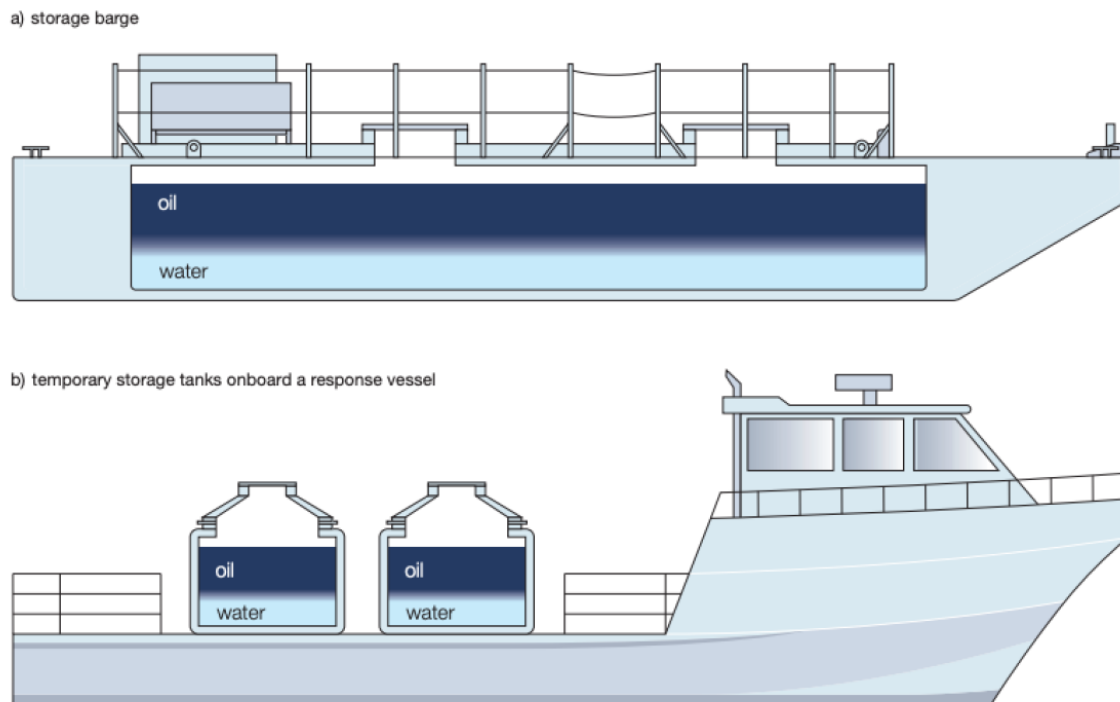 a) storage barge
oil
water
b) temporary storage tanks onboard a response vessel
oil
oil
water
water